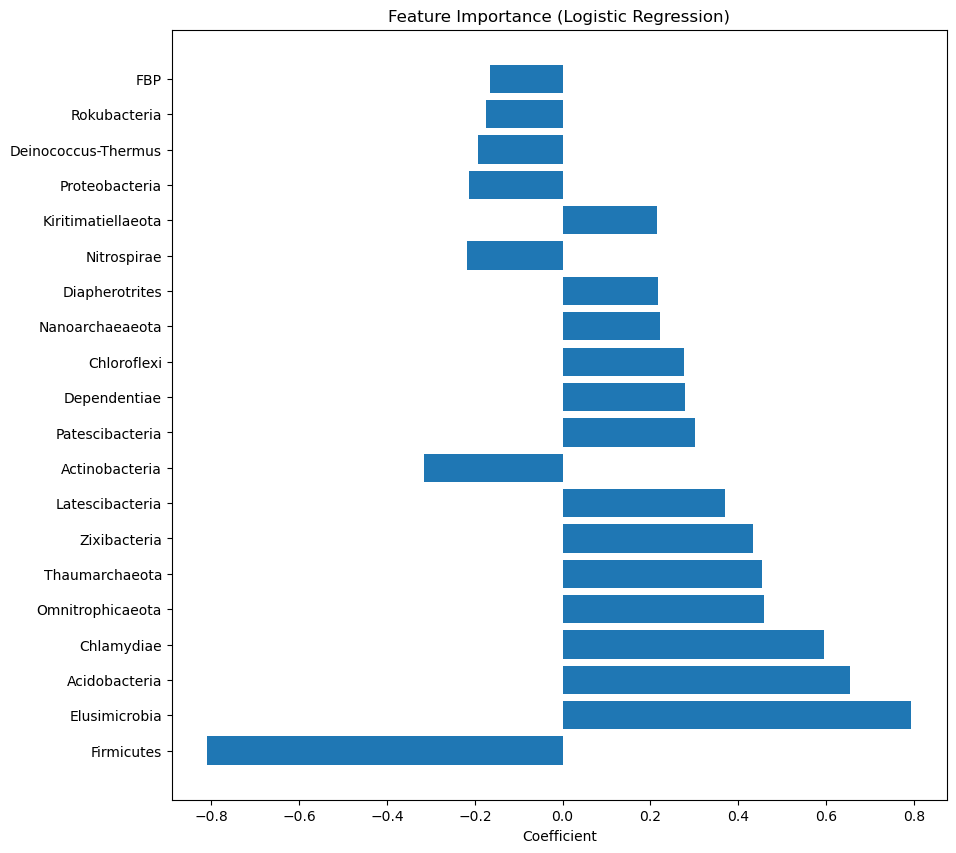 Feature Importance (Logistic Regression)
FBP
Rokubacteria
Deinococcus-Thermus
Proteobacteria
Kiritimatiellaeota
Nitrospirae
Diapherotrites
Nanoarchaeaeota
Chloroflexi
Dependentiae
Patescibacteria
Actinobacteria
Latescibacteria
Zixibacteria
Thaumarchaeota
Omnitrophicaeota
Chlamydiae
Acidobacteria
Elusimicrobia
Firmicutes
−0.8 −0.6 −0.4 −0.2 0.0 0.2 0.4 0.6 0.8
Coefficient